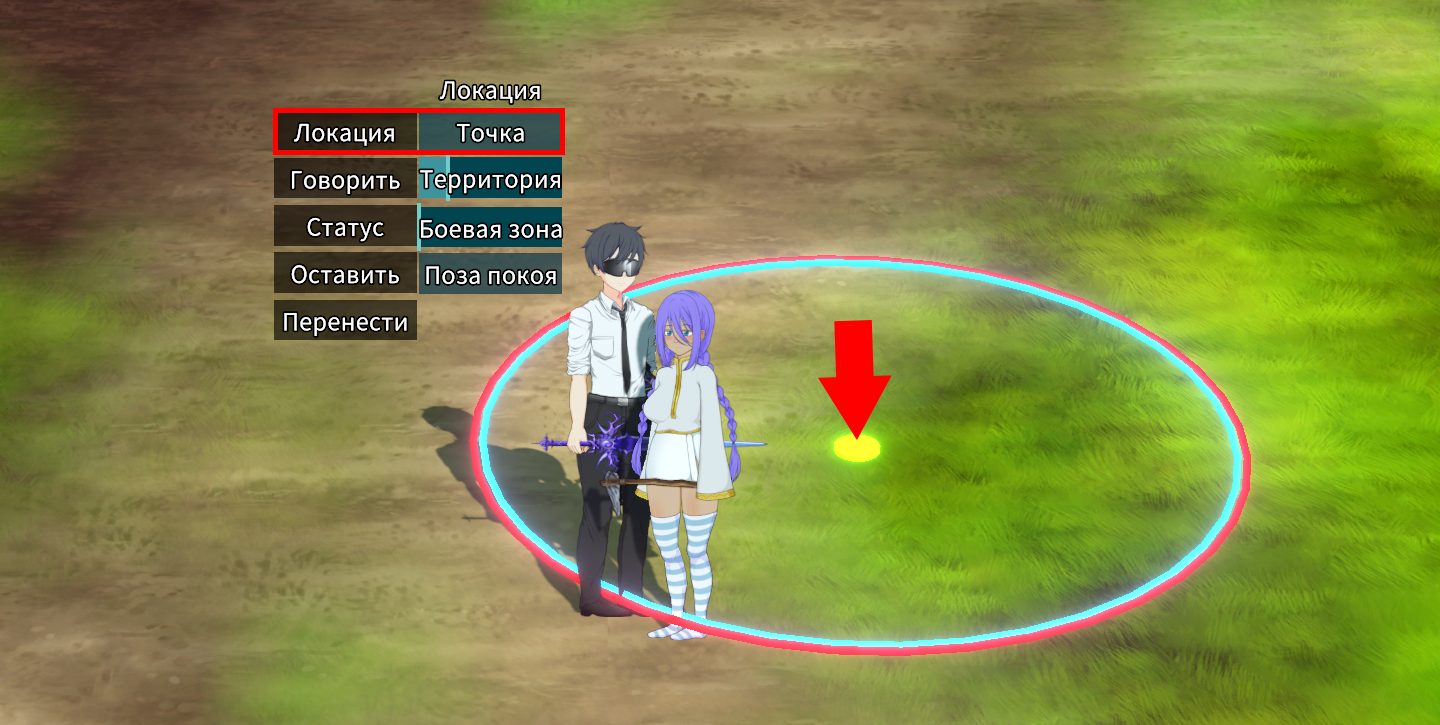 Локация
Локация Точка
Говорить Территория
Статус Боевая зона
Оставить Поза покоя
Перенести